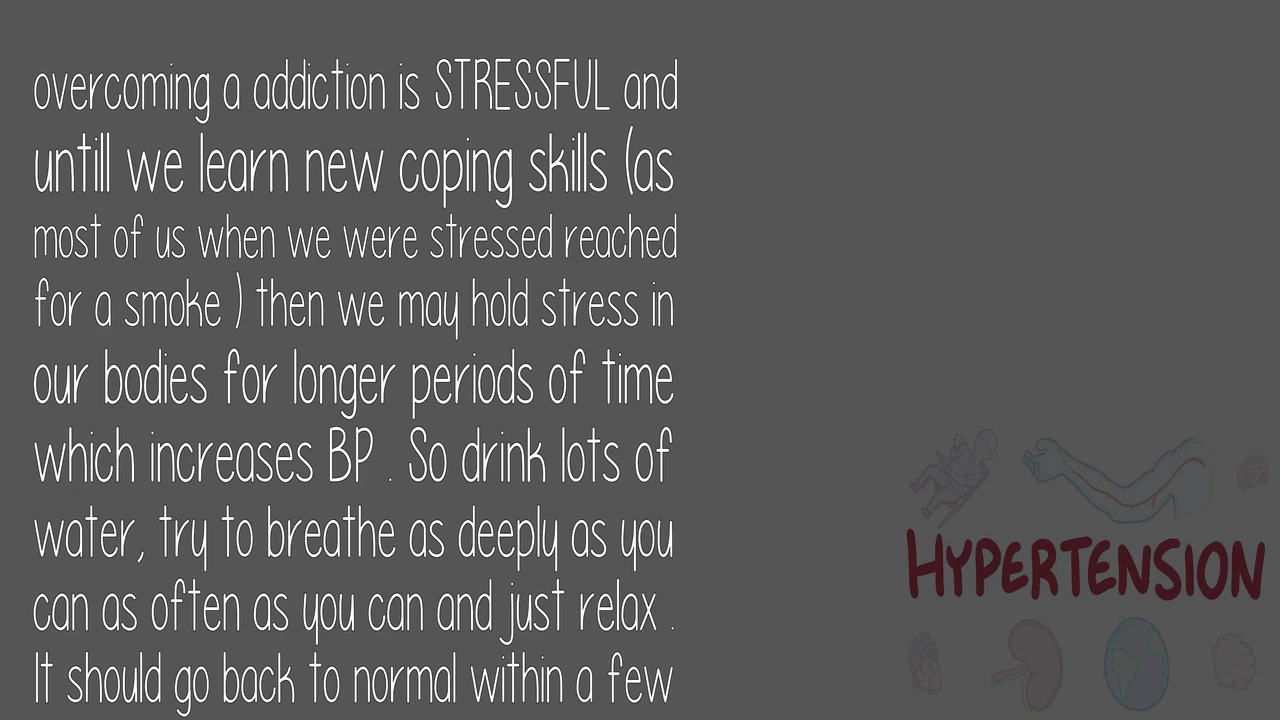 overcoming a addiction is STRESSFUL and
untill we learn new coping skills (as
most of us when we were stressed reached
for a smoke ) then we may hold stress in
our bodies for longer periods of time
which increases BP . So drink lots of
water, try to breathe as deeply as you
can as often as you can and just relax .
It should go back to normal within a few
HYPERTENSION